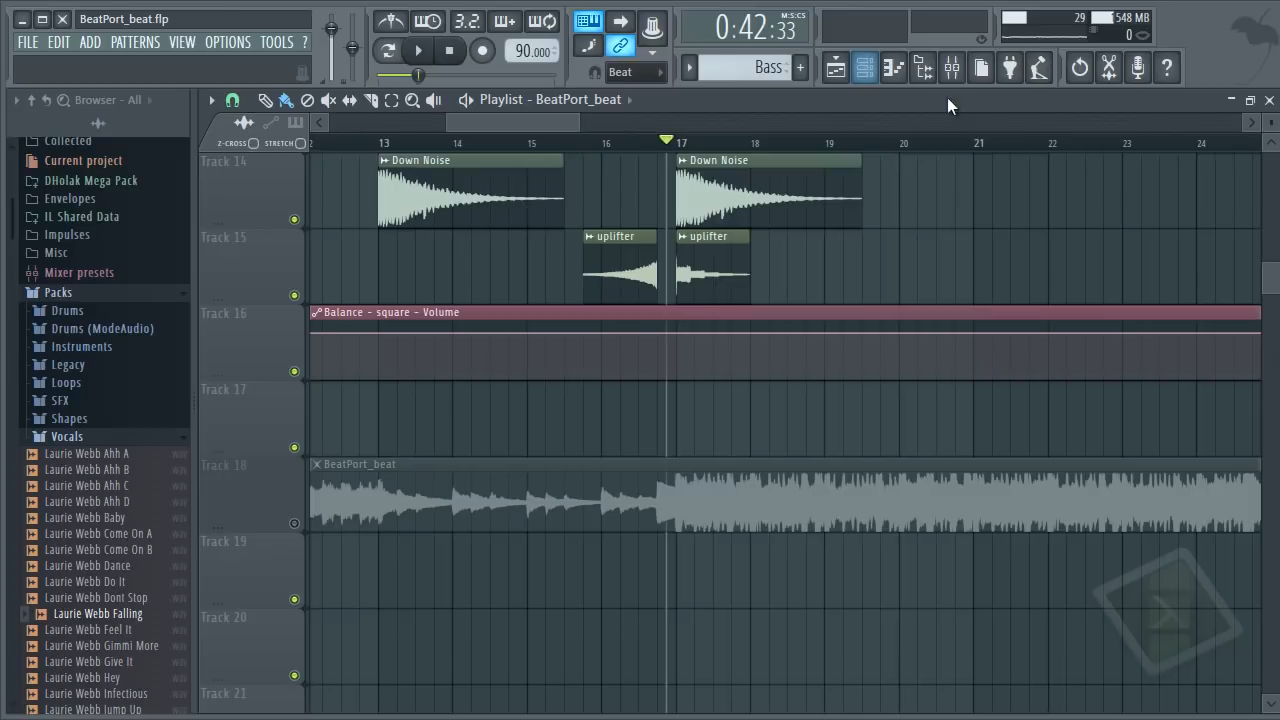 BeatPort_beat.flp
FILE EDIT ADD PATTERNS VIEW OPTIONS TOOLS ?
3.2.
90.000
Beat
0:42:33
M:S:CS
Bass
29
548 MB
0
Browser - All
Playlist - BeatPort_beat
Z-CROSS
STRETCH
2 13 14 15 16 17 18 19 20 21 22 23 24
Collected
Current project
DHolak Mega Pack
Envelopes
IL Shared Data
Impulses
Misc
Mixer presets
Packs
Drums
Drums (ModeAudio)
Instruments
Legacy
Loops
SFX
Shapes
Vocals
Laurie Webb Ahh A
Laurie Webb Ahh B
Laurie Webb Ahh C
Laurie Webb Ahh D
Laurie Webb Baby
Laurie Webb Come On A
Laurie Webb Come On B
Laurie Webb Dance
Laurie Webb Do It
Laurie Webb Dont Stop
Laurie Webb Falling
Laurie Webb Feel It
Laurie Webb Gimmi More
Laurie Webb Give It
Laurie Webb Hey
Laurie Webb Infectious
Laurie Webb Jump Up
Track 14
Down Noise
Down Noise
Track 15
uplifter
uplifter
Track 16
Balance - square - Volume
Track 17
Track 18
BeatPort_beat
Track 19
Track 20
Track 21